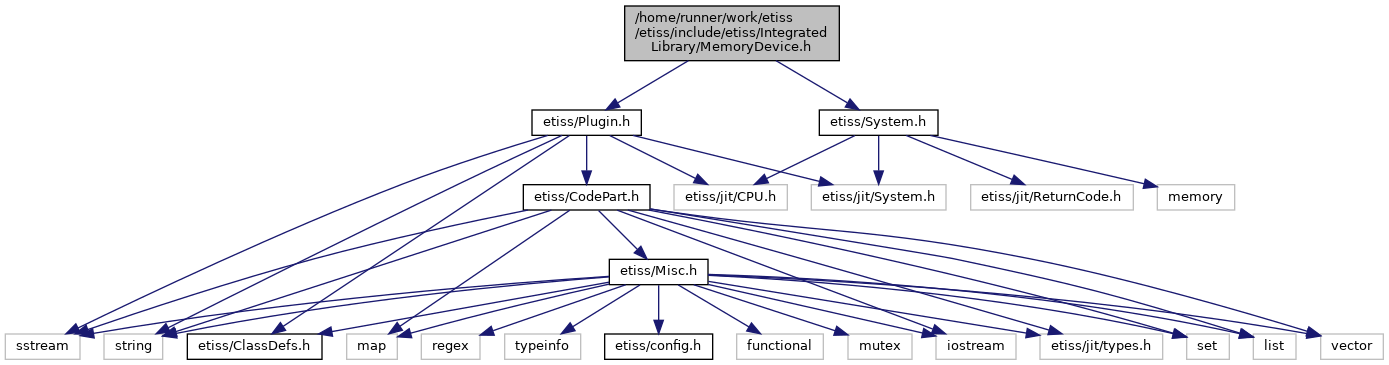 /home/runner/work/etiss
/etiss/include/etiss/Integrated
Library/MemoryDevice.h
etiss/Plugin.h
etiss/System.h
etiss/CodePart.h
etiss/jit/CPU.h
etiss/jit/System.h
etiss/jit/ReturnCode.h
memory
etiss/Misc.h
sstream
string
etiss/ClassDefs.h
map
regex
typeinfo
etiss/config.h
functional
mutex
iostream
etiss/jit/types.h
set
list
vector